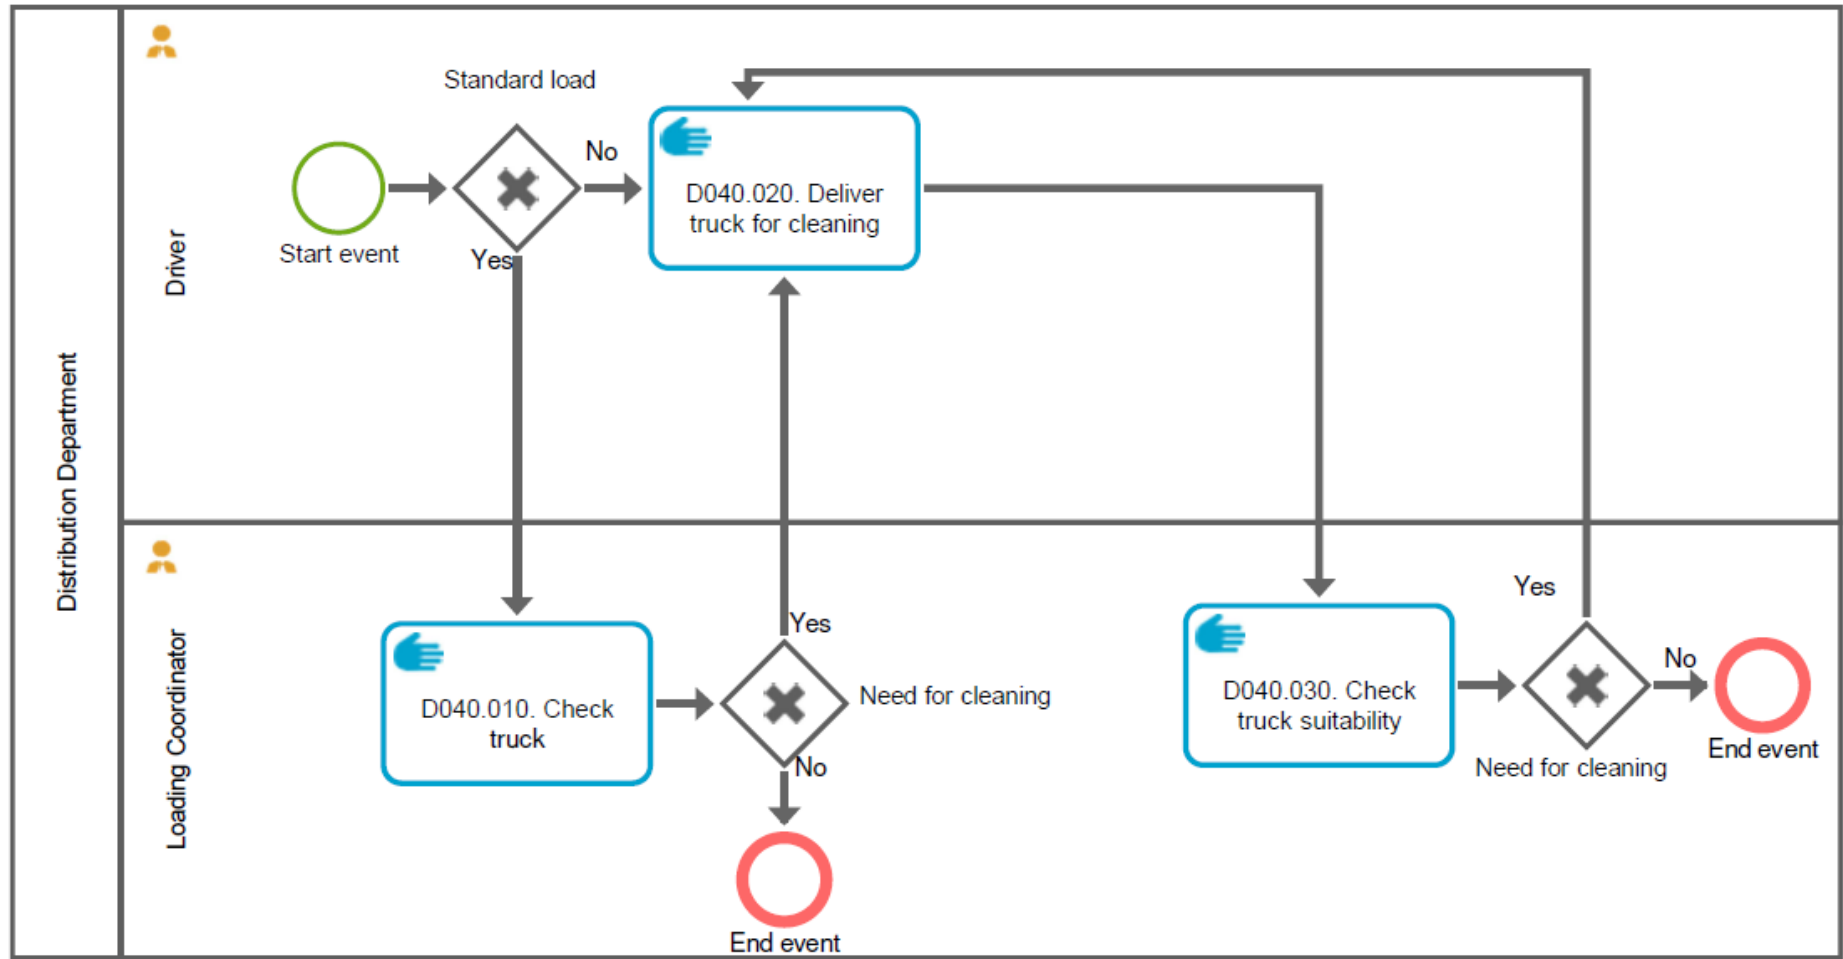 Distribution Department
Driver
Standard load
Start event
No
Yes
D040.020. Deliver
truck for cleaning
Loading Coordinator
D040.010. Check
truck
Yes
Need for cleaning
No
End event
D040.030. Check
truck suitability
Yes
Need for cleaning
No
End event